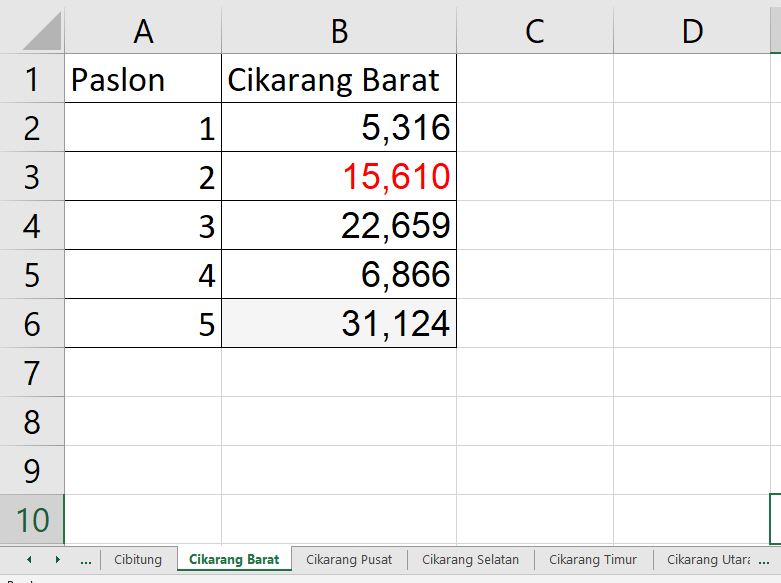 A B C D
1 Paslon Cikarang Barat
2 1 5,316
3 2 15,610
4 3 22,659
5 4 6,866
6 5 31,124
7
8
9
10
... Cibitung Cikarang Barat Cikarang Pusat Cikarang Selatan Cikarang Timur Cikarang Utara ...